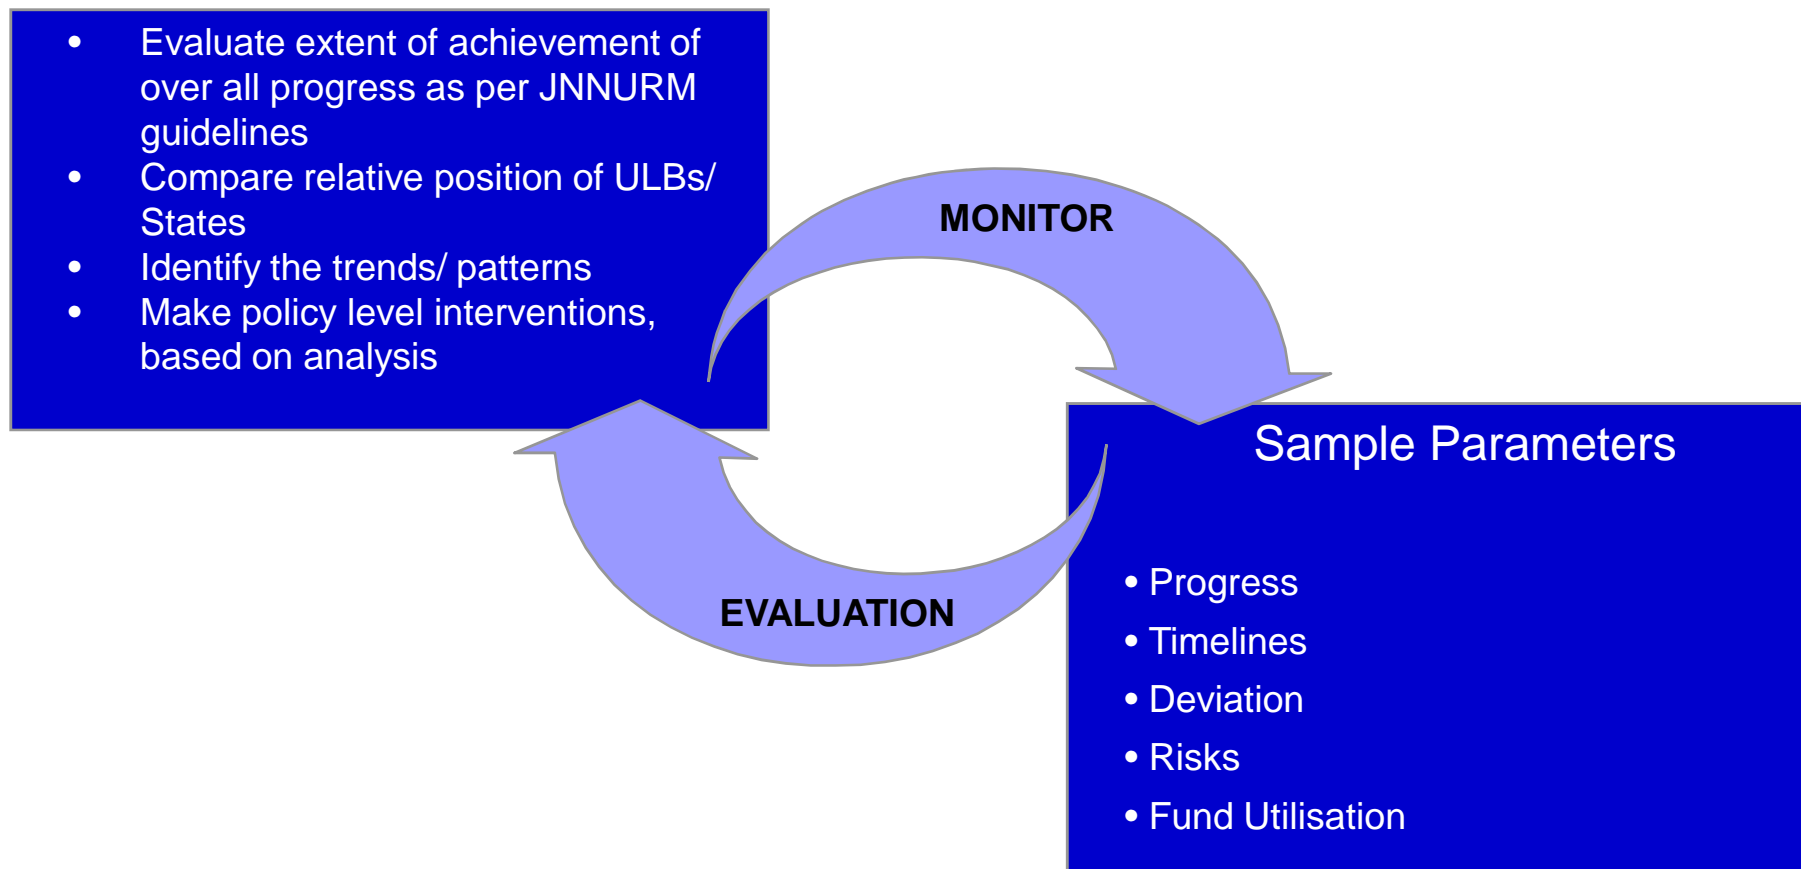 • Evaluate extent of achievement of
over all progress as per JNNURM
guidelines
• Compare relative position of ULBs/
States
• Identify the trends/ patterns
• Make policy level interventions,
based on analysis
MONITOR
EVALUATION
Sample Parameters
• Progress
• Timelines
• Deviation
• Risks
• Fund Utilisation